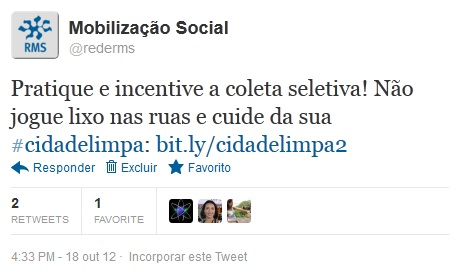 RMS
Mobilização Social
@rederms
Pratique e incentive a coleta seletiva! Não
jogue lixo nas ruas e cuide da sua
#cidadelimpa: bit.ly/cidadelimpa2
Responder Excluir Favorito
2 1
RETWEETS FAVORITE
4:33 PM - 18 out 12 · Incorporar este Tweet